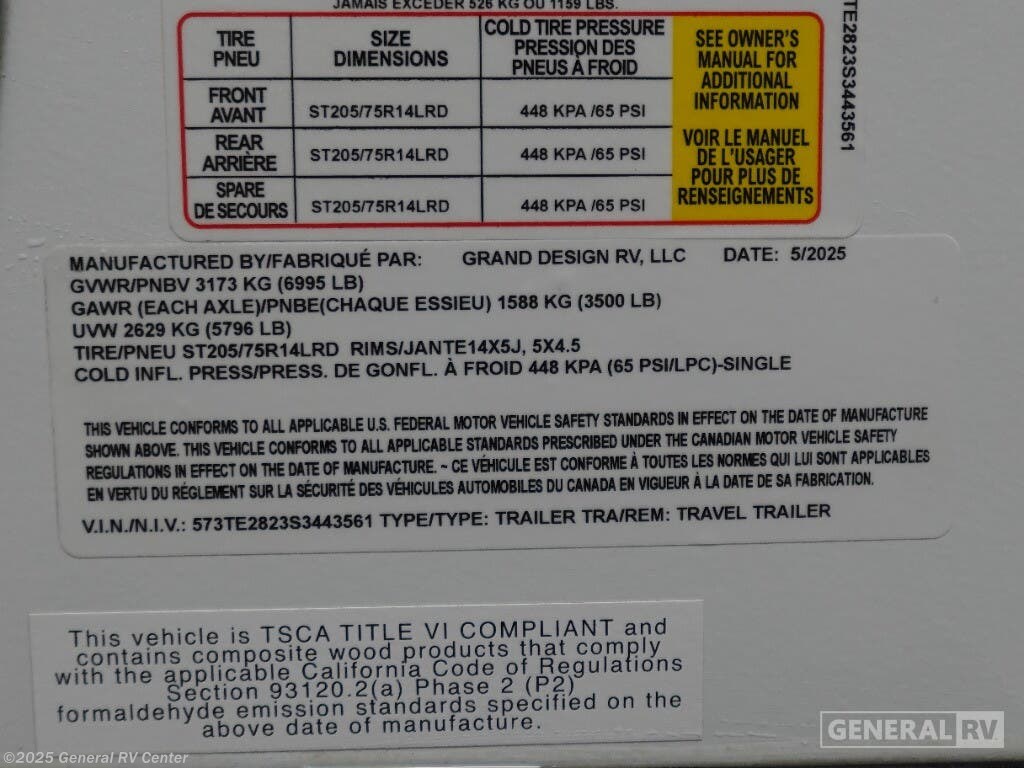 JAMAIS EXCEDER 526 KG OU 1159 LBS.
TIRE
PNEU
SIZE
DIMENSIONS
COLD TIRE PRESSURE
PRESSION DES
PNEUS À FROID
SEE OWNER'S
MANUAL FOR
ADDITIONAL
INFORMATION
VOIR LE MANUEL
DE L'USAGER
POUR PLUS DE
RENSEIGNEMENTS
FRONT
AVANT
ST205/75R14LRD
448 KPA /65 PSI
REAR
ARRIÈRE
ST205/75R14LRD
448 KPA /65 PSI
SPARE
DE SECOURS
ST205/75R14LRD
448 KPA /65 PSI
TE2823S3443561
MANUFACTURED BY/FABRIQUÉ PAR: GRAND DESIGN RV, LLC DATE: 5/2025
GVWR/PNBV 3173 KG (6995 LB)
GAWR (EACH AXLE)/PNBE(CHAQUE ESSIEU) 1588 KG (3500 LB)
UVW 2629 KG (5796 LB)
TIRE/PNEU ST205/75R14LRD RIMS/JANTE14X5J, 5X4.5
COLD INFL. PRESS/PRESS. DE GONFL. À FROID 448 KPA (65 PSI/LPC)-SINGLE
THIS VEHICLE CONFORMS TO ALL APPLICABLE U.S. FEDERAL MOTOR VEHICLE SAFETY STANDARDS IN EFFECT ON THE DATE OF MANUFACTURE
SHOWN ABOVE. THIS VEHICLE CONFORMS TO ALL APPLICABLE STANDARDS PRESCRIBED UNDER THE CANADIAN MOTOR VEHICLE SAFETY
REGULATIONS IN EFFECT ON THE DATE OF MANUFACTURE. ~ CE VÉHICULE EST CONFORME À TOUTES LES NORMES QUI LUI SONT APPLICABLES
EN VERTU DU RÉGLEMENT SUR LA SÉCURITÉ DES VÉHICULES AUTOMOBILES DU CANADA EN VIGUEUR À LA DATE DE SA FABRICATION.
V.I.N./N.I.V.: 573TE2823S3443561 TYPE/TYPE: TRAILER TRA/REM: TRAVEL TRAILER
This vehicle is TSCA TITLE VI COMPLIANT and
contains composite wood products that comply
with the applicable California Code of Regulations
Section 93120.2(a) Phase 2 (P2)
formaldehyde emission standards specified on the
above date of manufacture.
GENERAL RV
©2025 General RV Center